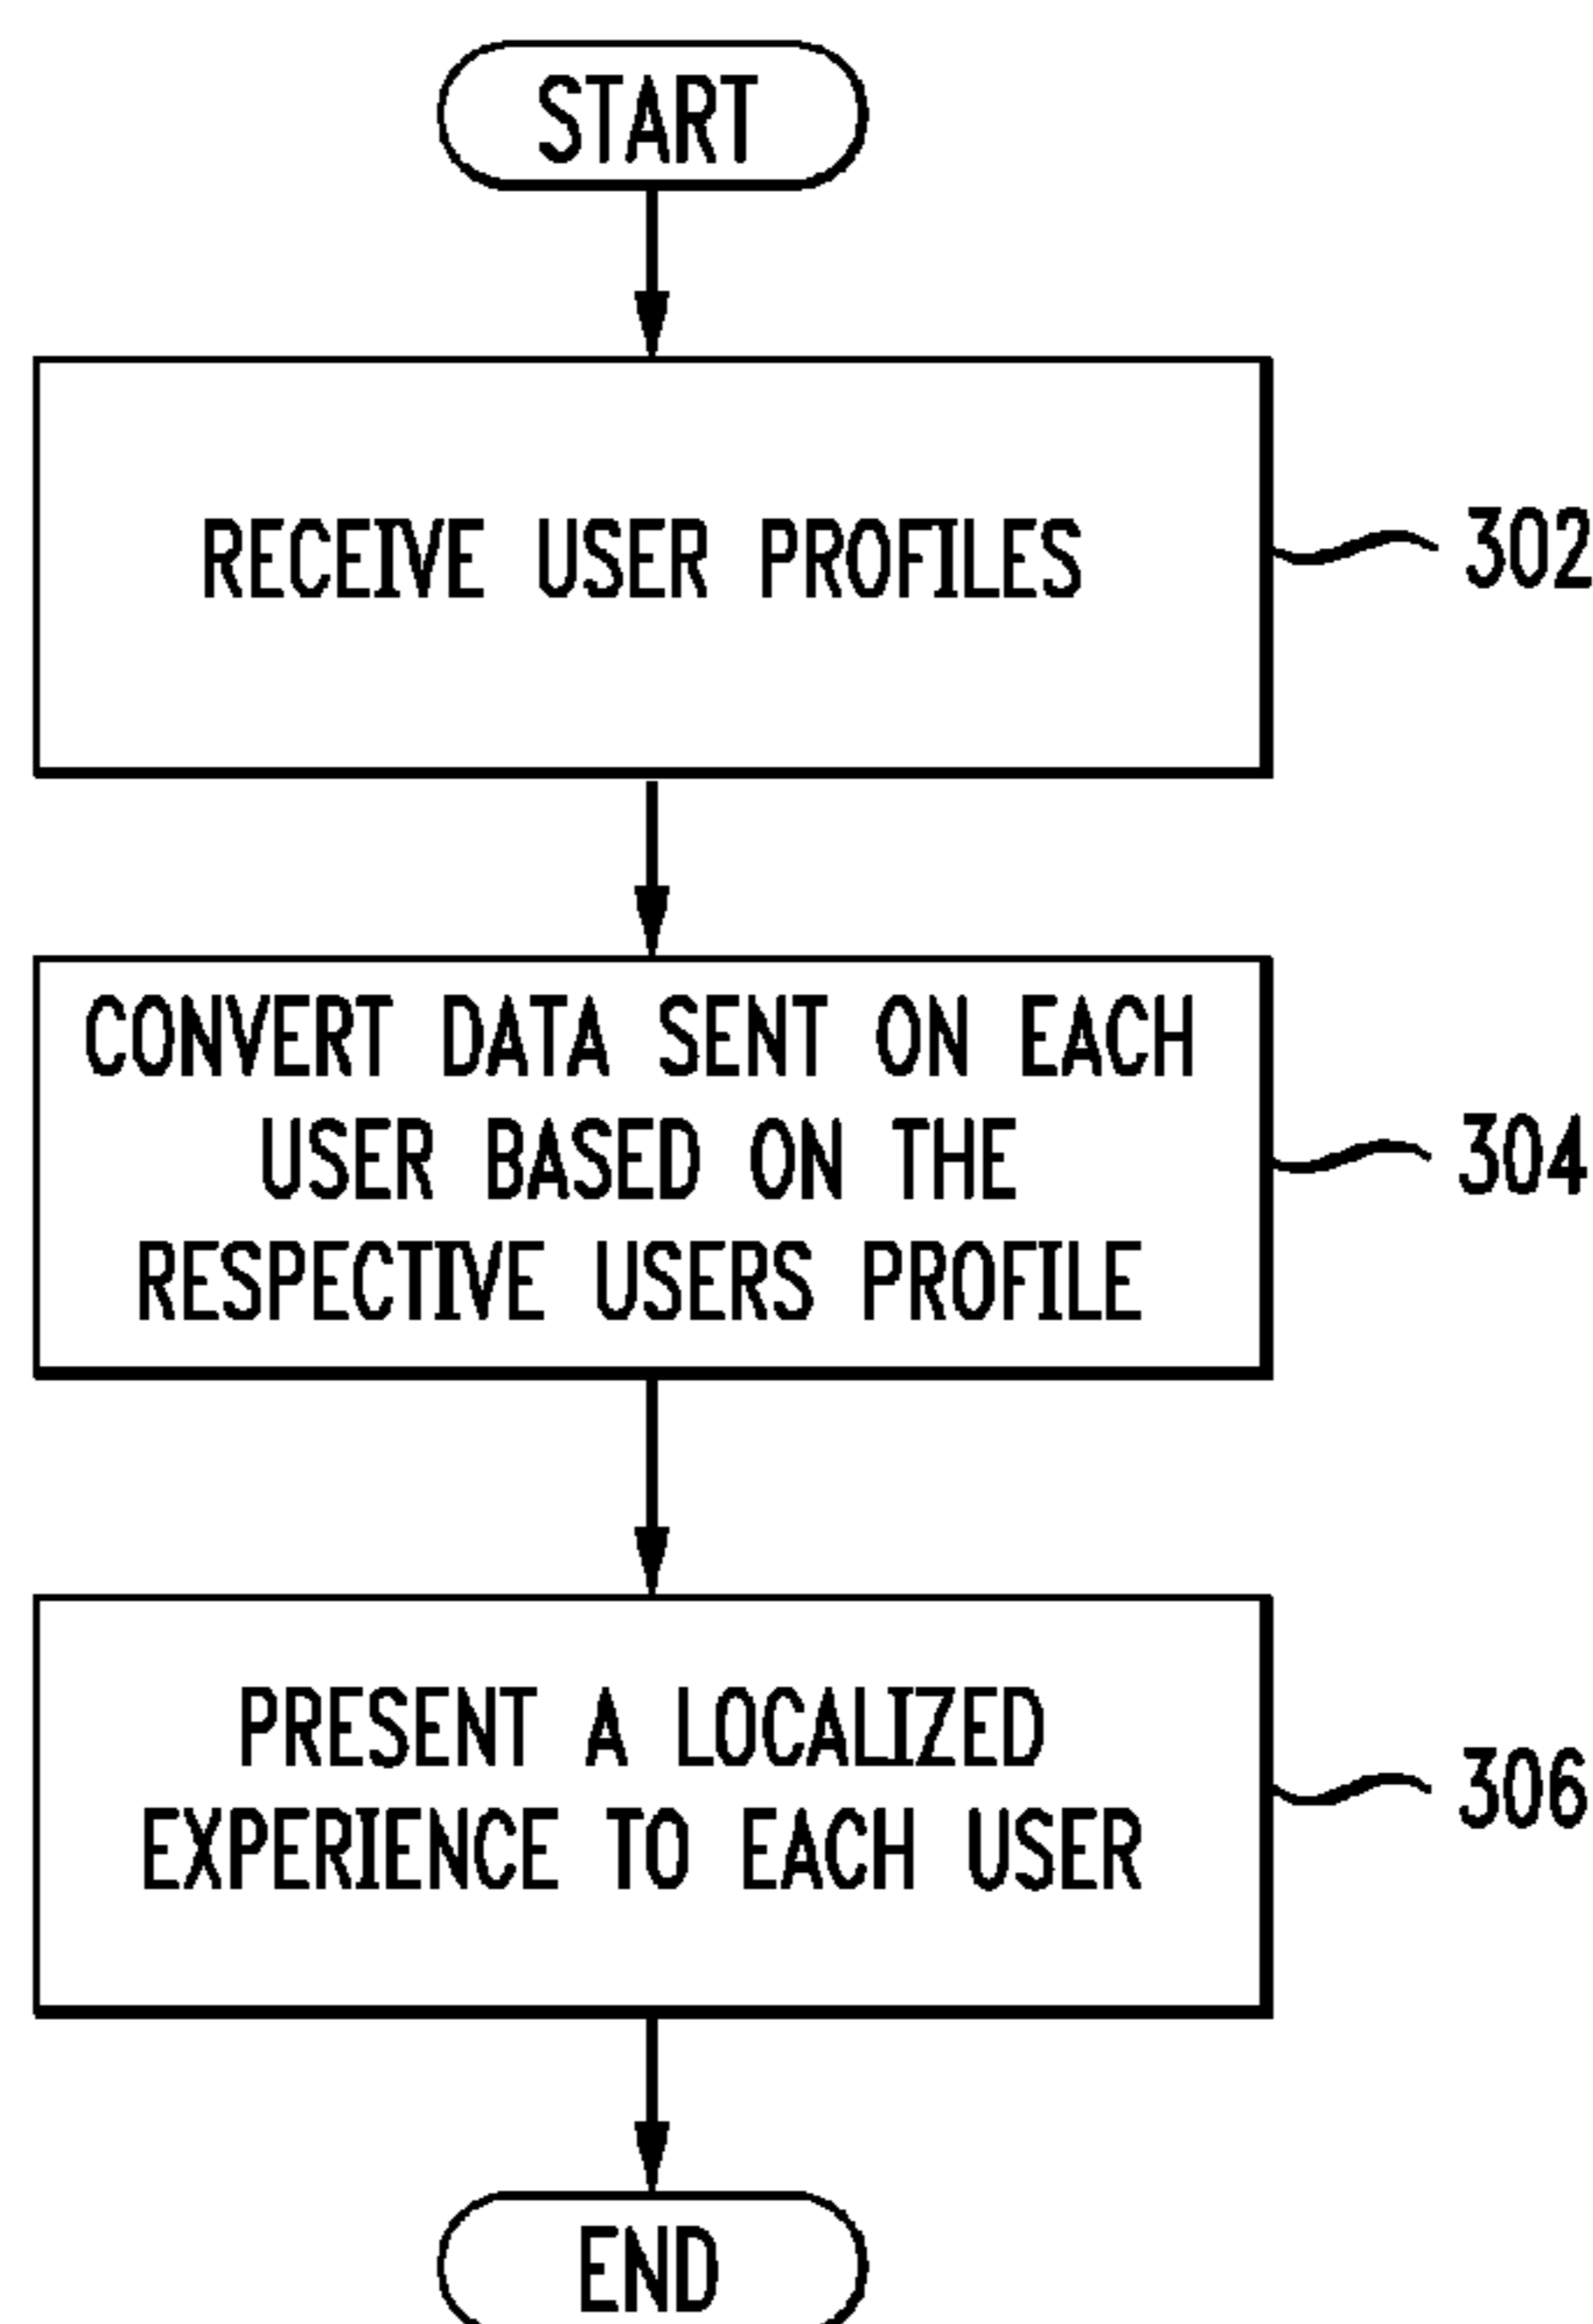 START
RECEIVE USER PROFILES
302
CONVERT DATA SENT ON EACH
USER BASED ON THE
RESPECTIVE USERS PROFILE
304
PRESENT A LOCALIZED
EXPERIENCE TO EACH USER
306
END